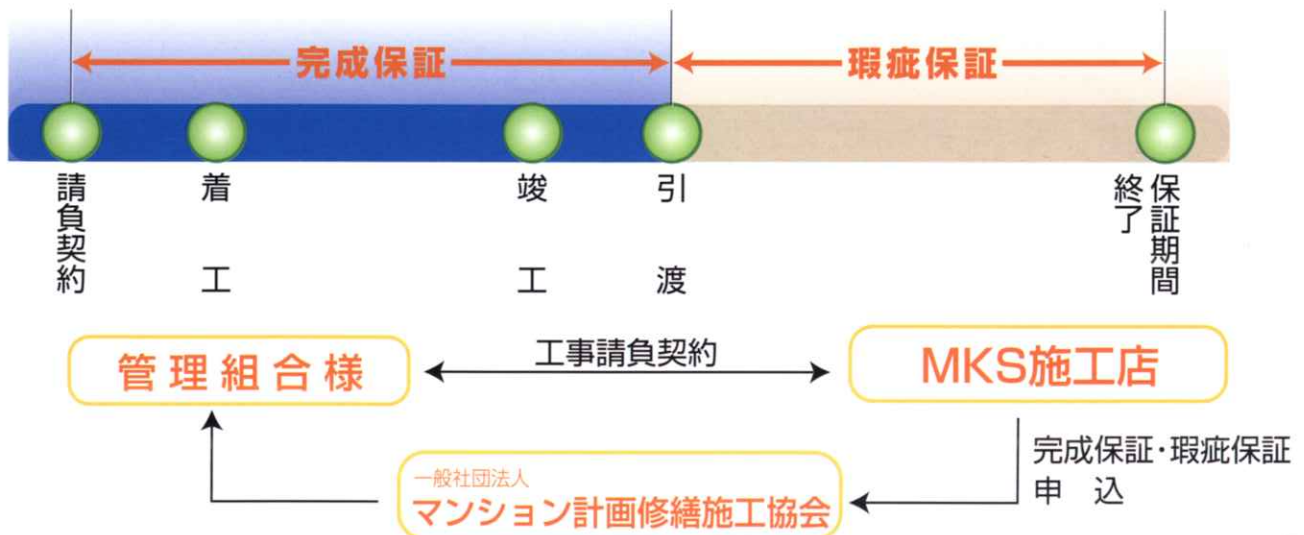 完成保証
瑕疵保証
請負契約
着工
竣工
引渡
保証期間
終了
管理組合様
工事請負契約
MKS施工店
完成保証・瑕疵保証
申 込
一般社団法人
マンション計画修繕施工協会